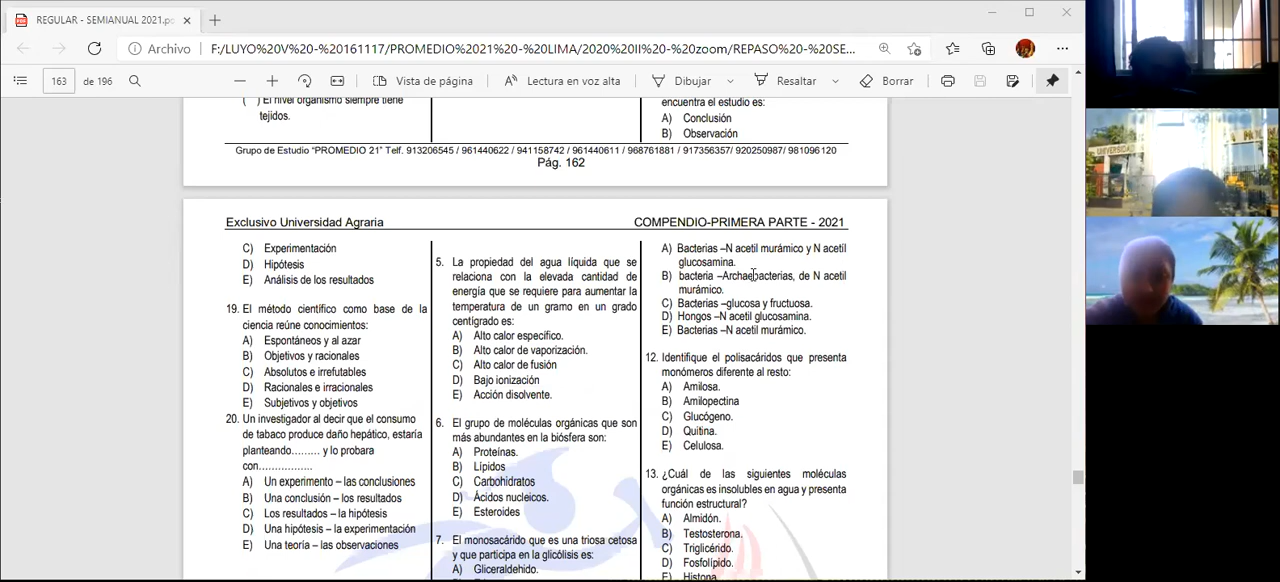 REGULAR - SEMIANUAL 2021.pd
Archivo
F:/LUYO%20V%20-%20161117/PROMEDIO%2021%20-%20LIMA/2020%20II%20-%20zoom/REPASO%20-%20SE...
163 de 196
Vista de página
Lectura en voz alta
Dibujar
Resaltar
Borrar
( ) El nivel organismo siempre tiene
tejidos.
encuentra el estudio es:
A) Conclusión
B) Observación
Grupo de Estudio "PROMEDIO 21" Telf. 913206545 / 961440622 / 941158742 / 961440611 / 968761881 / 917356357/ 920250987/ 981096120
Pág. 162
Exclusivo Universidad Agraria
COMPENDIO-PRIMERA PARTE - 2021
C) Experimentación
D) Hipótesis
E) Análisis de los resultados
19. El método científico como base de la
ciencia reúne conocimientos:
A) Espontáneos y al azar
B) Objetivos y racionales
C) Absolutos e irrefutables
D) Racionales e irracionales
E) Subjetivos y objetivos
20. Un investigador al decir que el consumo
de tabaco produce daño hepático, estaría
planteando......... y lo probara
con................
A) Un experimento – las conclusiones
B) Una conclusión – los resultados
C) Los resultados – la hipótesis
D) Una hipótesis – la experimentación
E) Una teoría – las observaciones
5. La propiedad del agua líquida que se
relaciona con la elevada cantidad de
energía que se requiere para aumentar la
temperatura de un gramo en un grado
centígrado es:
A) Alto calor específico.
B) Alto calor de vaporización.
C) Alto calor de fusión
D) Bajo ionización
E) Acción disolvente.
6. El grupo de moléculas orgánicas que son
más abundantes en la biósfera son:
A) Proteínas.
B) Lípidos
C) Carbohidratos
D) Ácidos nucleicos.
E) Esteroides
7. El monosacárido que es una triosa cetosa
y que participa en la glicólisis es:
A) Gliceraldehido.
A) Bacterias –N acetil murámico y N acetil
glucosamina.
B) bacteria –Archaebacterias, de N acetil
murámico.
C) Bacterias –glucosa y fructuosa.
D) Hongos –N acetil glucosamina.
E) Bacterias –N acetil murámico.
12. Identifique el polisacáridos que presenta
monómeros diferente al resto:
A) Amilosa.
B) Amilopectina
C) Glucógeno.
D) Quitina.
E) Celulosa.
13. ¿Cuál de las siguientes moléculas
orgánicas es insolubles en agua y presenta
función estructural?
A) Almidón.
B) Testosterona.
C) Triglicérido.
D) Fosfolípido.
E) Histona